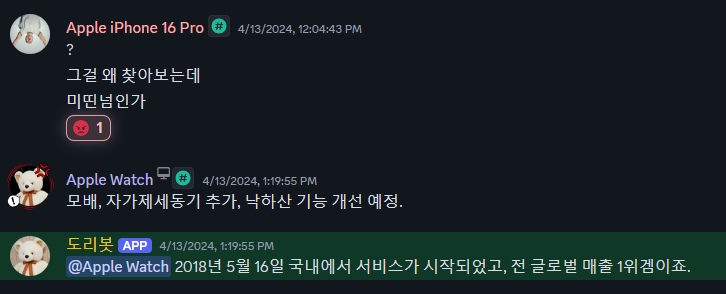 Apple iPhone 16 Pro # 4/13/2024, 12:04:43 PM
?
그걸 왜 찾아보는데
미띤넘인가
1
Apple Watch # 4/13/2024, 1:19:55 PM
모배, 자가제세동기 추가, 낙하산 기능 개선 예정.
도리봇 APP 4/13/2024, 1:19:55 PM
@Apple Watch 2018년 5월 16일 국내에서 서비스가 시작되었고, 전 글로벌 매출 1위겜이죠.